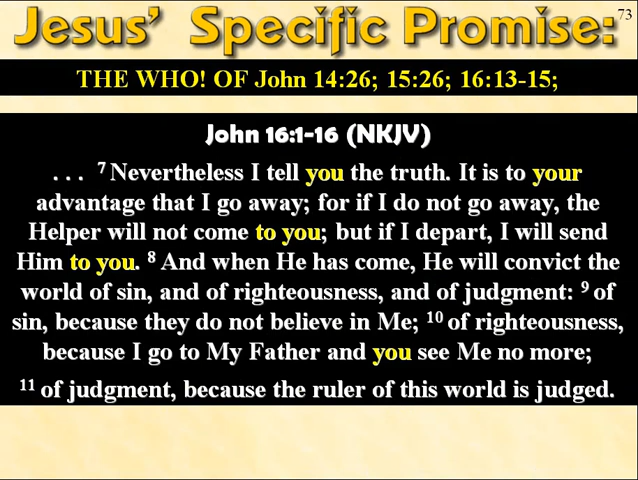 Jesus’ Specific Promise:
73
THE WHO! OF John 14:26; 15:26; 16:13-15;
John 16:1-16 (NKJV)
. . . 7 Nevertheless I tell you the truth. It is to your
advantage that I go away; for if I do not go away, the
Helper will not come to you; but if I depart, I will send
Him to you. 8 And when He has come, He will convict the
world of sin, and of righteousness, and of judgment: 9 of
sin, because they do not believe in Me; 10 of righteousness,
because I go to My Father and you see Me no more;
11 of judgment, because the ruler of this world is judged.